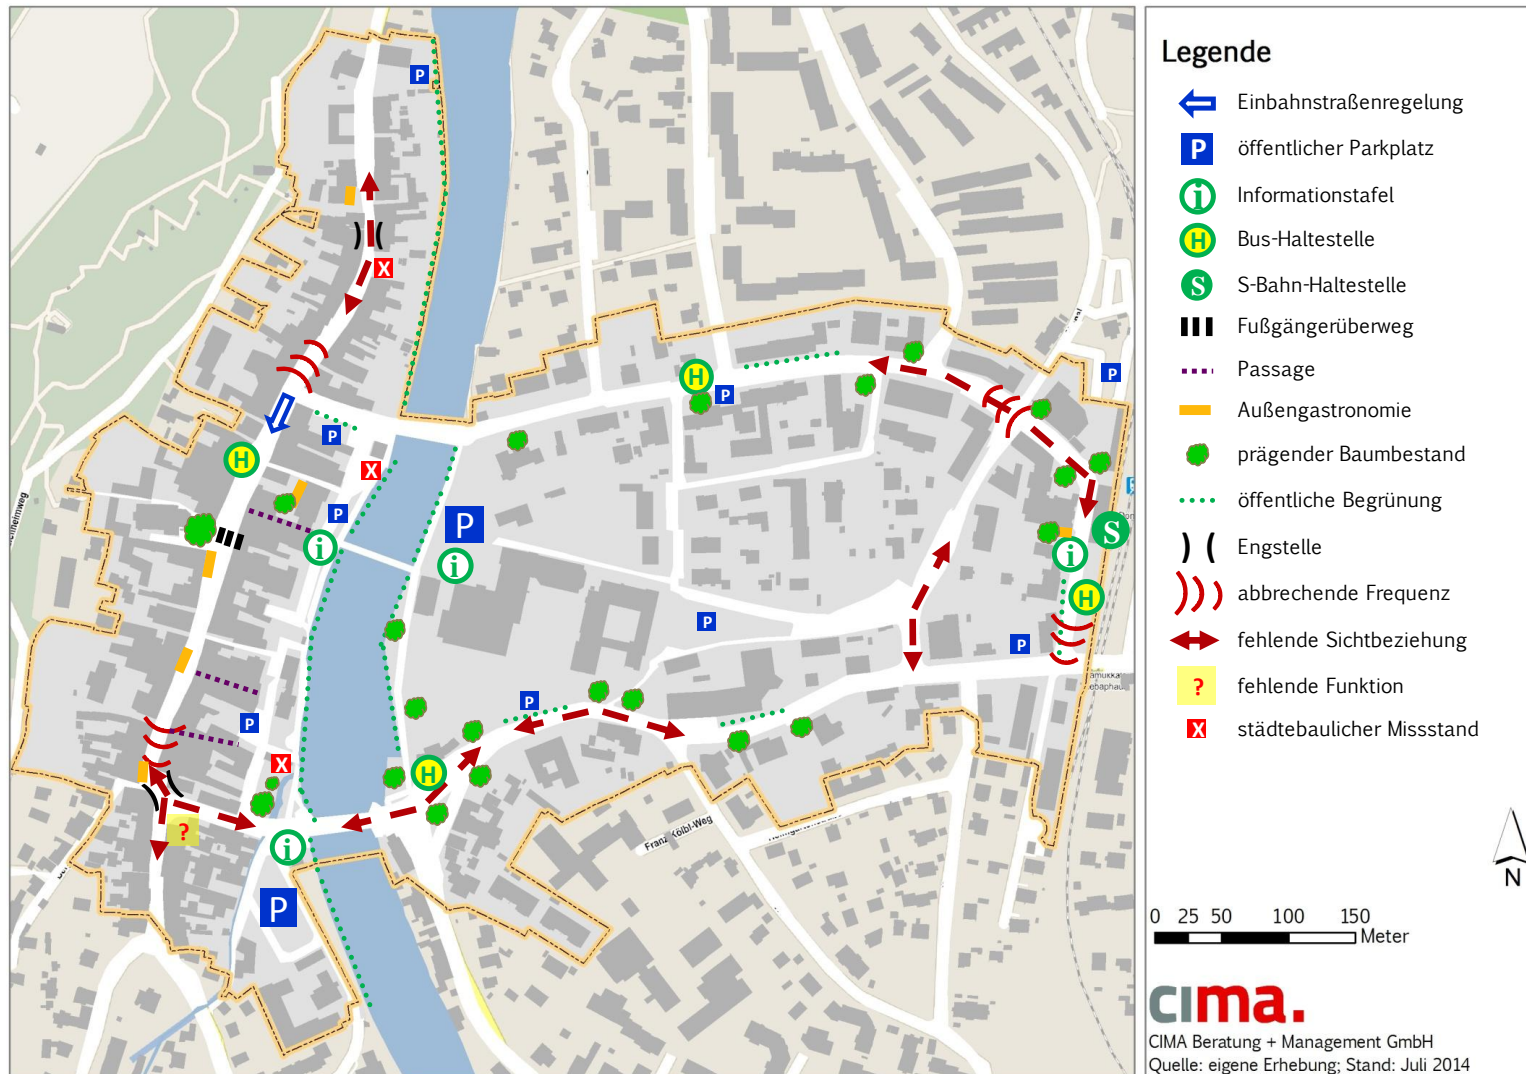 Legende
Einbahnstraßenregelung
P öffentlicher Parkplatz
i Informationstafel
H Bus-Haltestelle
S S-Bahn-Haltestelle
Fußgängerüberweg
Passage
Außengastronomie
prägender Baumbestand
öffentliche Begrünung
Engstelle
abbrechende Frequenz
fehlende Sichtbeziehung
? fehlende Funktion
X städtebaulicher Missstand
N
0 25 50 100 150
Meter
cima.
CIMA Beratung + Management GmbH
Quelle: eigene Erhebung; Stand: Juli 2014
P
X
P
H
P
P
H
P
X
P
P
i
i
S
i
H
P
P
P
P
X
H
?
i
P
Franz-Kölbl-Weg